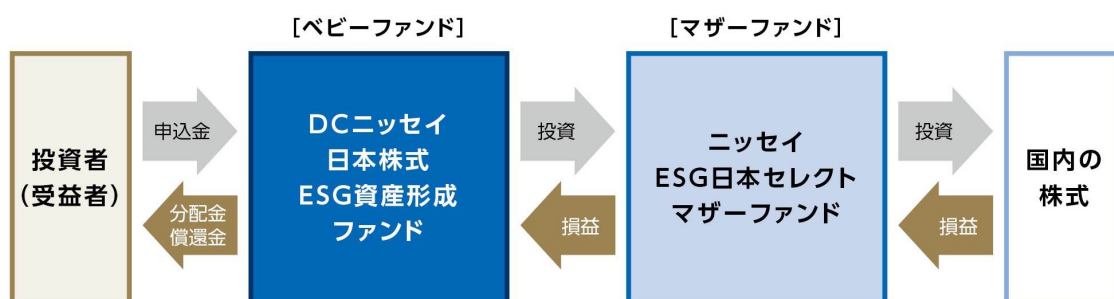 [ベビーファンド]
[マザーファンド]
投資者
(受益者)
申込金
分配金
償還金
DCニッセイ
日本株式
ESG資産形成
ファンド
投資
損益
ニッセイ
ESG日本セレクト
マザーファンド
投資
損益
国内の
株式